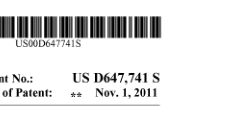 US00D647741S
nt No.: US D647,741 S
of Patent: ** Nov. 1, 2011